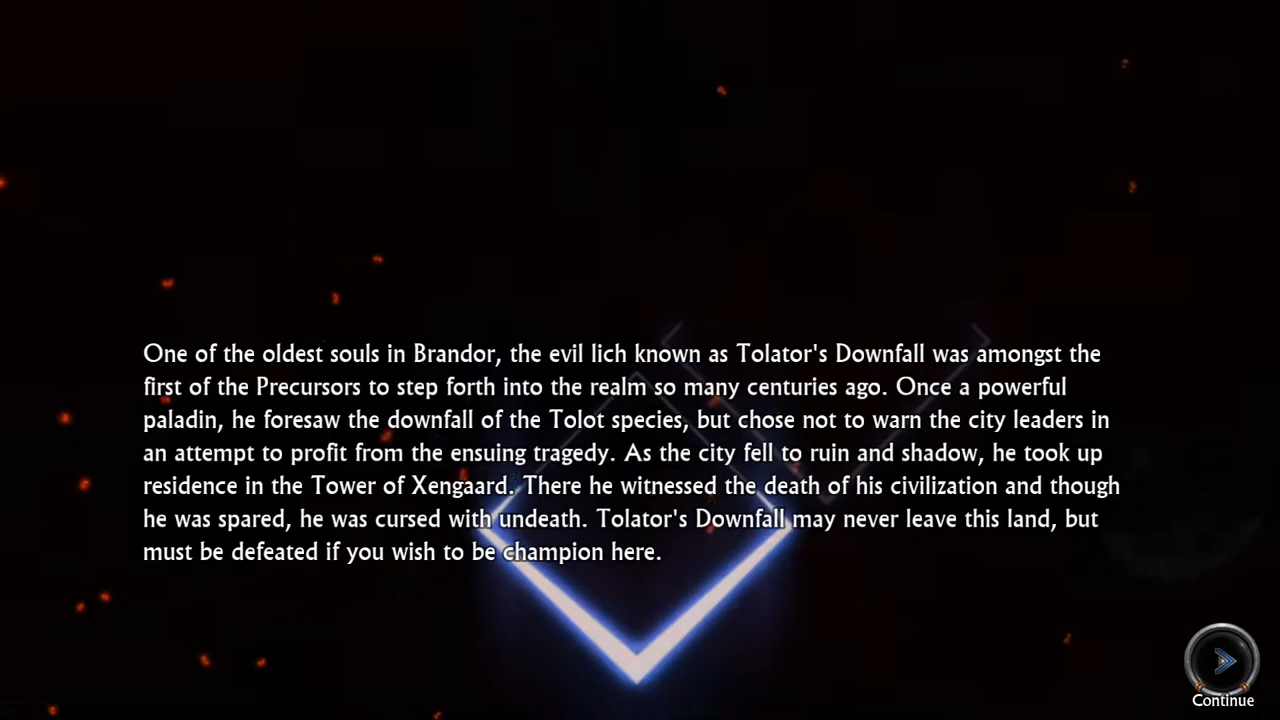 One of the oldest souls in Brandor, the evil lich known as Tolator's Downfall was amongst the
first of the Precursors to step forth into the realm so many centuries ago. Once a powerful
paladin, he foresaw the downfall of the Tolot species, but chose not to warn the city leaders in
an attempt to profit from the ensuing tragedy. As the city fell to ruin and shadow, he took up
residence in the Tower of Xengaard. There he witnessed the death of his civilization and though
he was spared, he was cursed with undeath. Tolator's Downfall may never leave this land, but
must be defeated if you wish to be champion here.
Continue